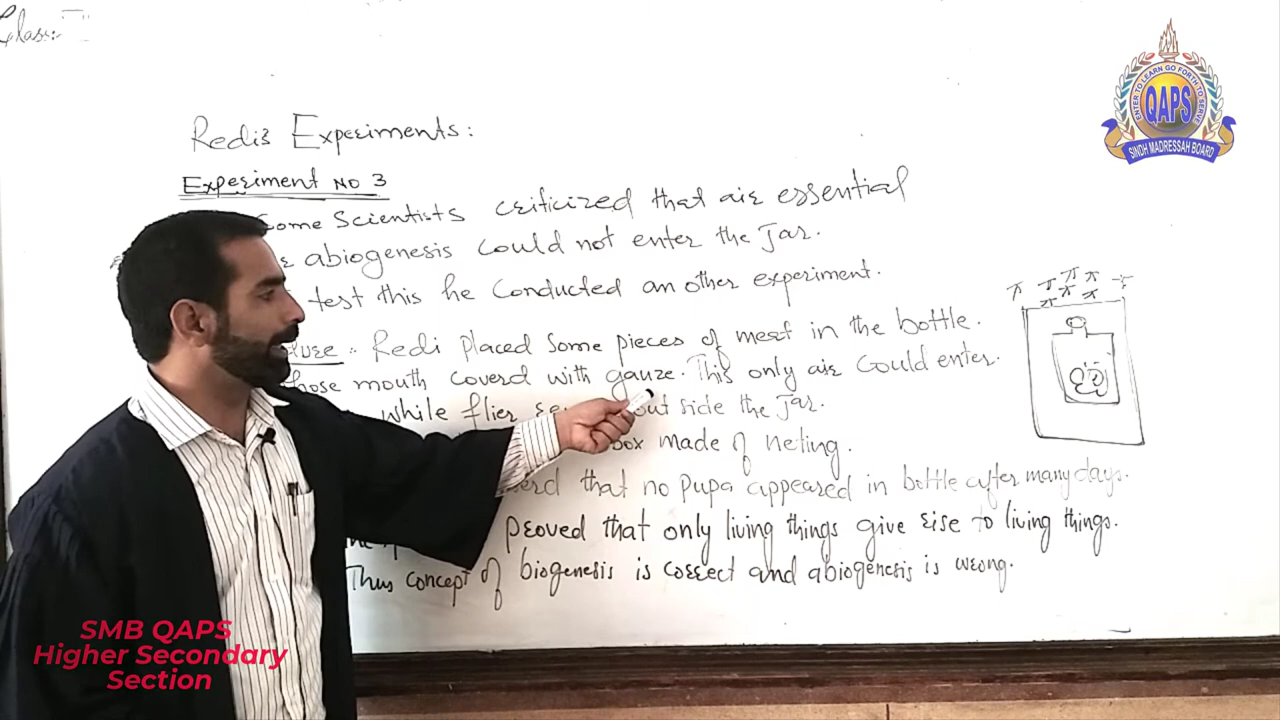 Class:
Redi's Experiments:
Experiment No 3
Some Scientists criticized that air essential
abiogenesis could not enter the Jar.
test this he Conducted an other experiment.
Redi placed Some pieces of meat in the bottle.
mouth coverd with gauze. This only air Could enter.
while flier out side the Jar.
box made of Neting.
that no Pupa appeared in bottle after many days.
proved that only living things give rise to living things.
Thus concept of biogenesis is correct and abiogenesis is wrong.
ENTER TO LEARN GO FORTH TO SERVE
QAPS
SINDH MADRESSAH BOARD
SMB QAPS
Higher Secondary
Section